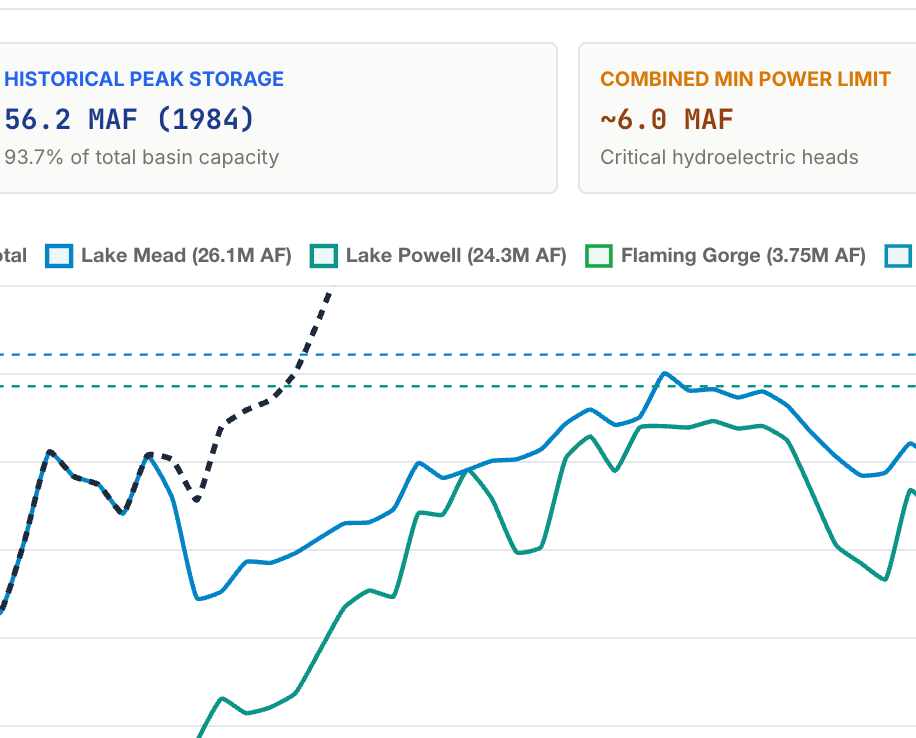 HISTORICAL PEAK STORAGE
56.2 MAF (1984)
93.7% of total basin capacity
COMBINED MIN POWER LIMIT
~6.0 MAF
Critical hydroelectric heads
otal Lake Mead (26.1M AF) Lake Powell (24.3M AF) Flaming Gorge (3.75M AF)